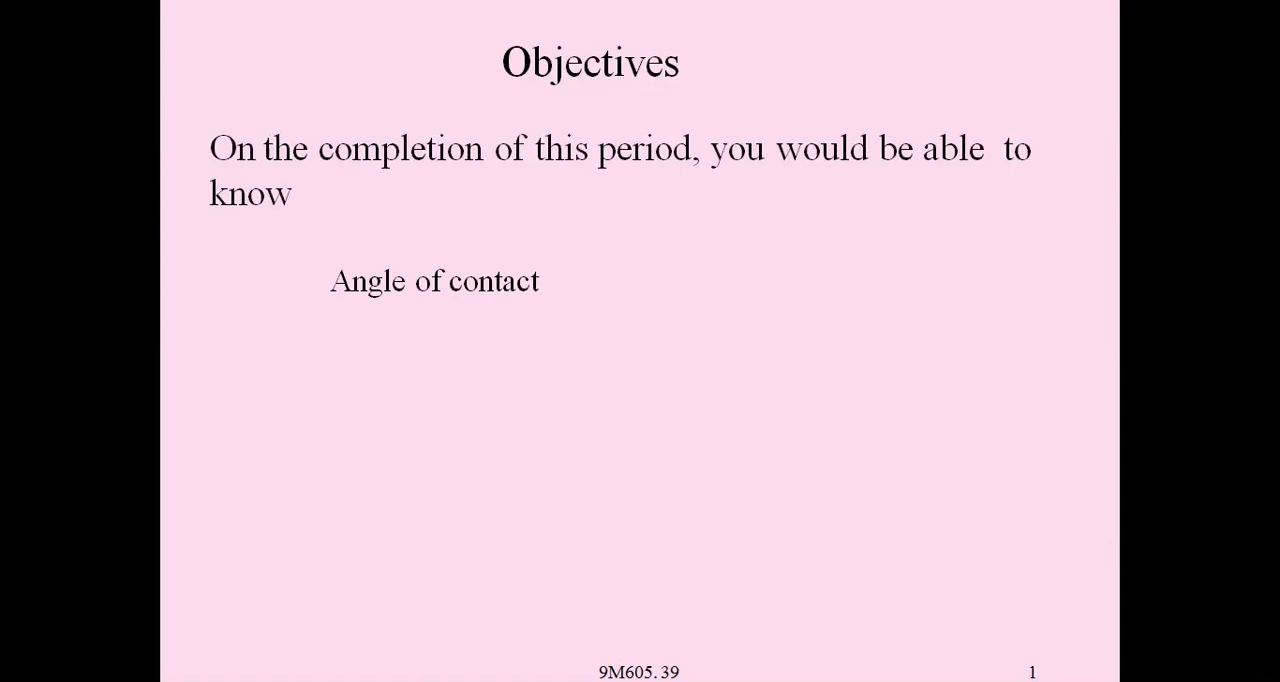 Objectives
On the completion of this period, you would be able to
know
Angle of contact
9M605.39
1